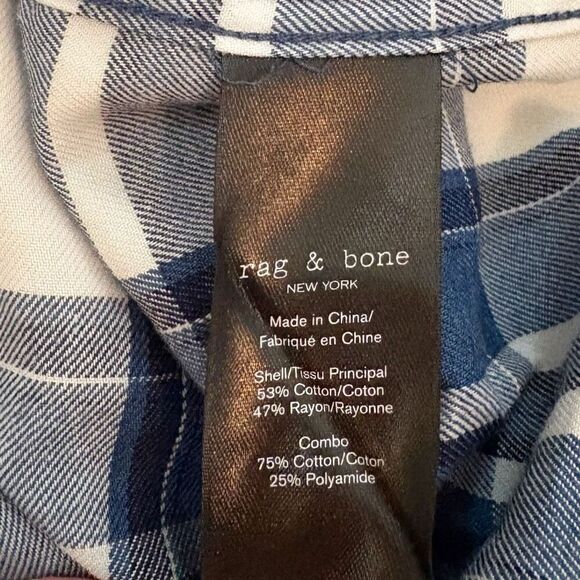 rag & bone
NEW YORK
Made in China/
Fabriqué en Chine
Shell/Tissu Principal
53% Cotton/Coton
47% Rayon/Rayonne
Combo
75% Cotton/Coton
25% Polyamide